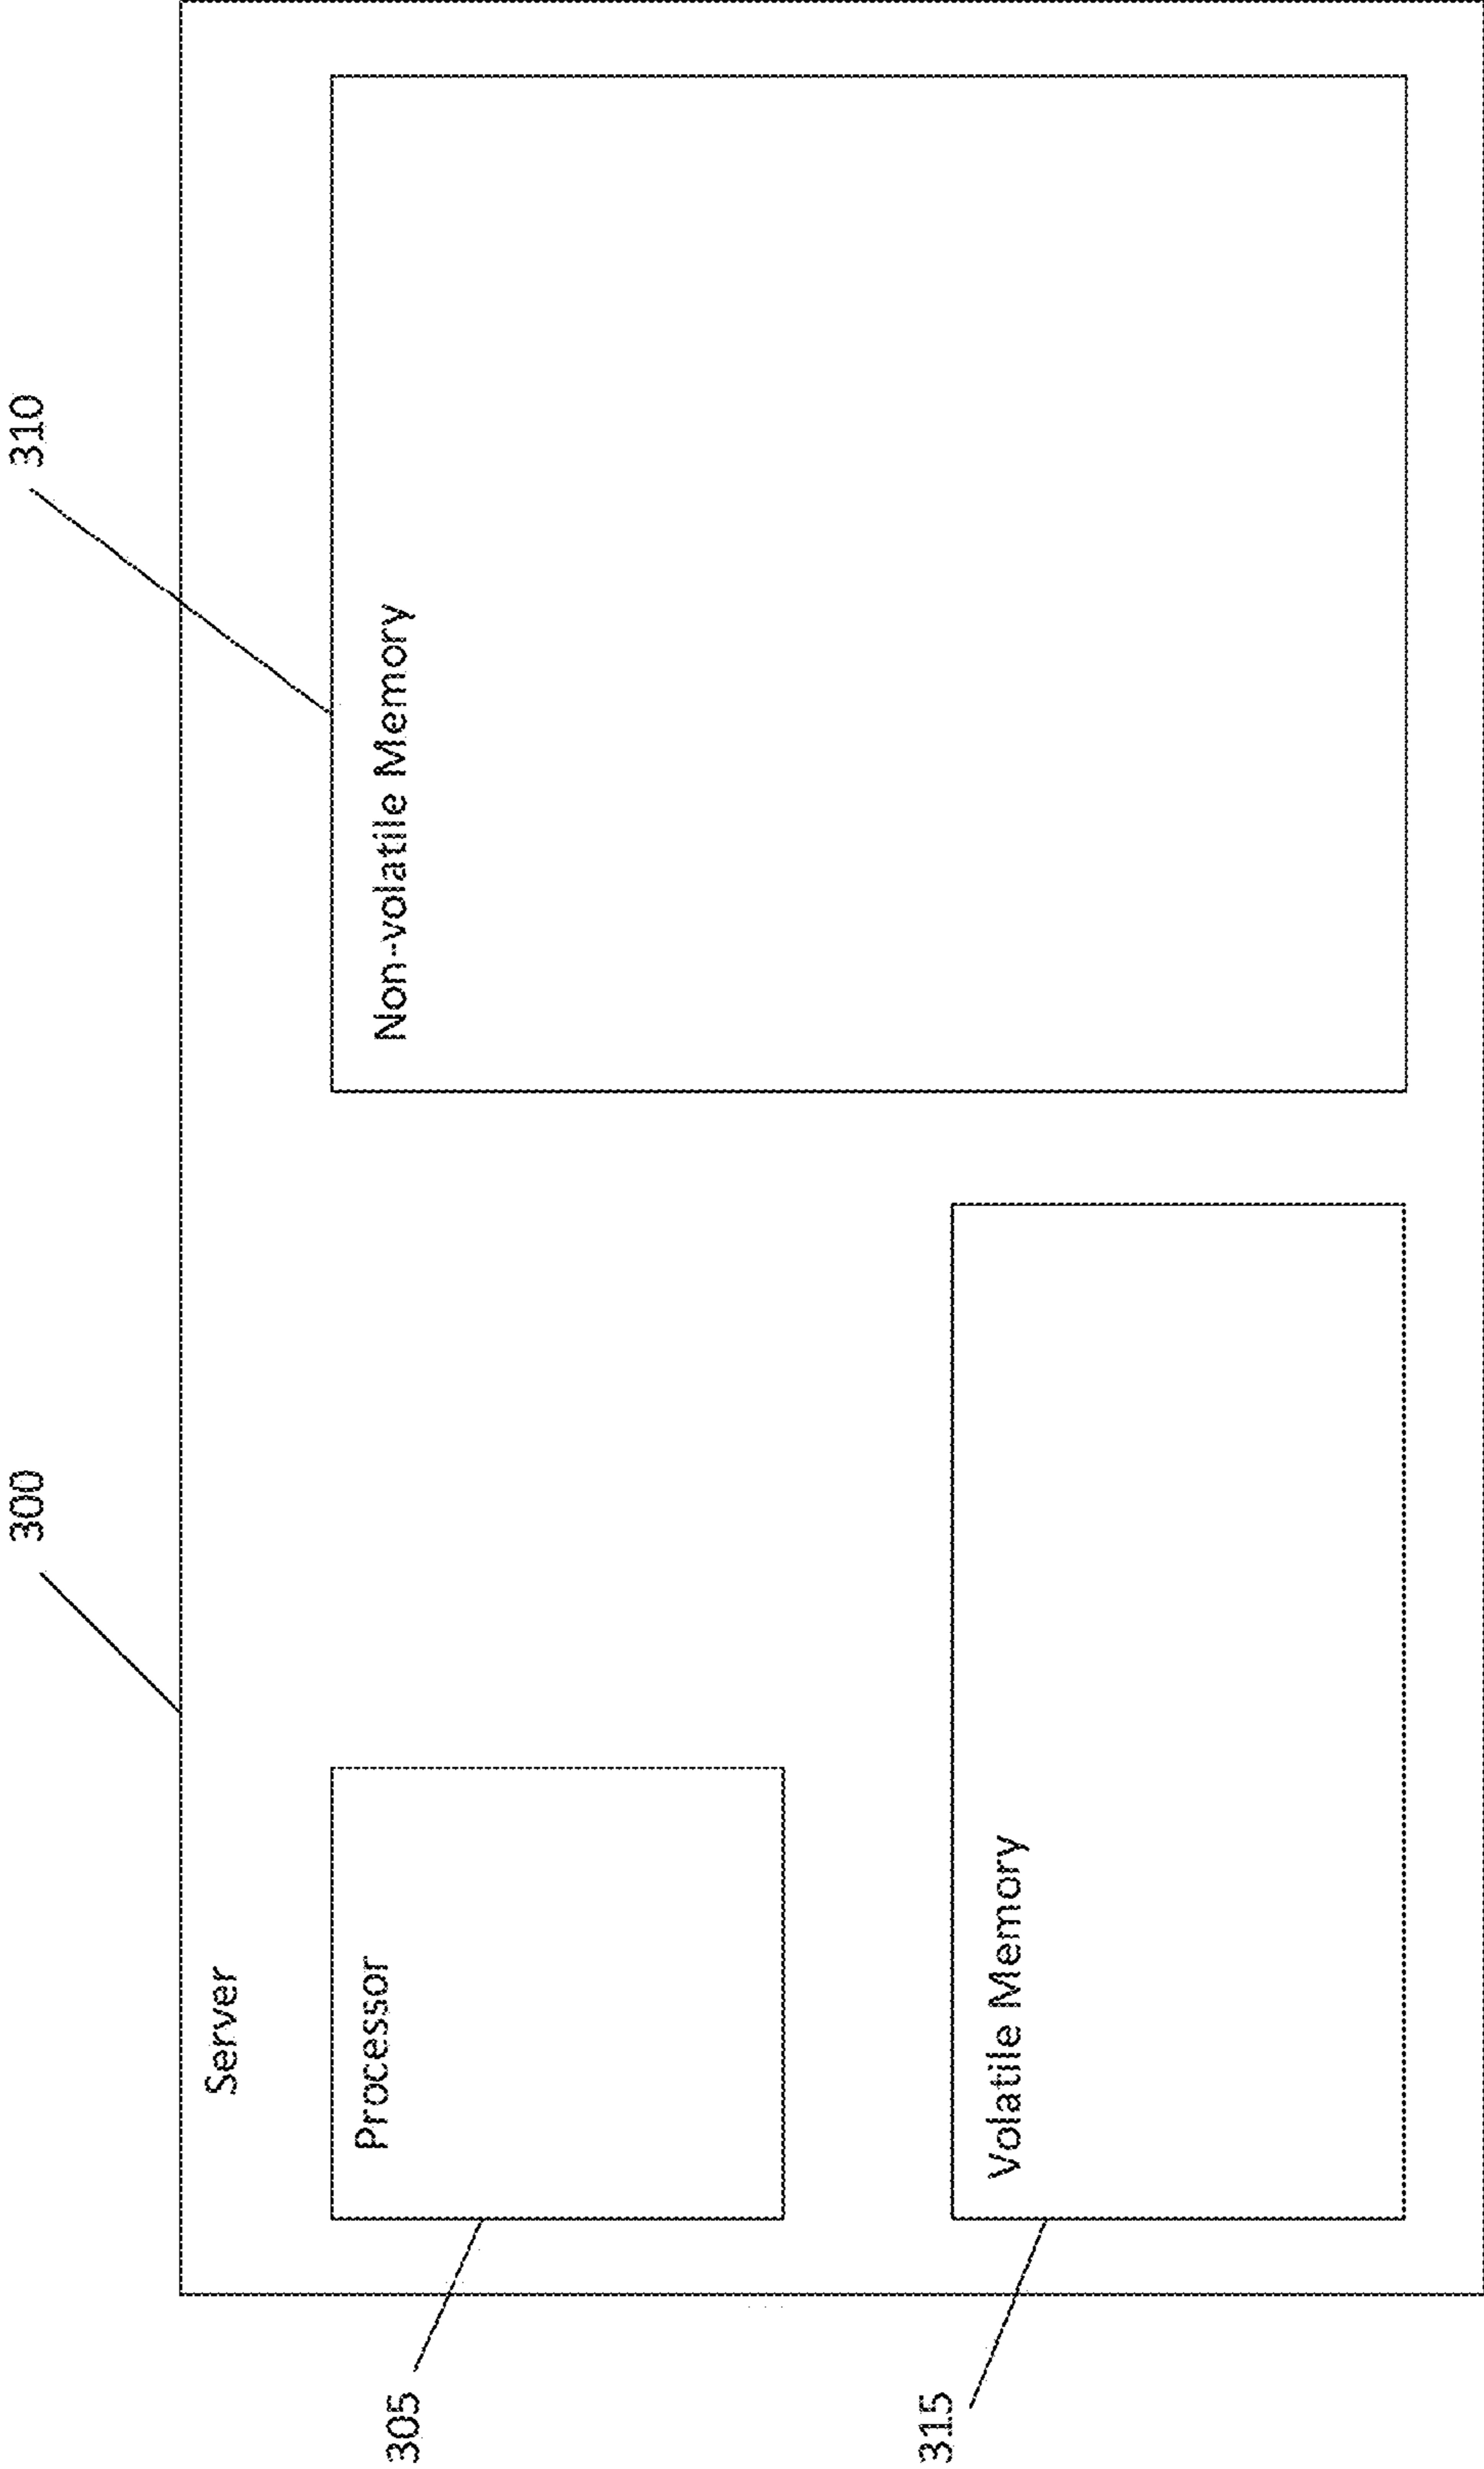 300
310
Server
Processor
Non-volatile Memory
305
Volatile Memory
315